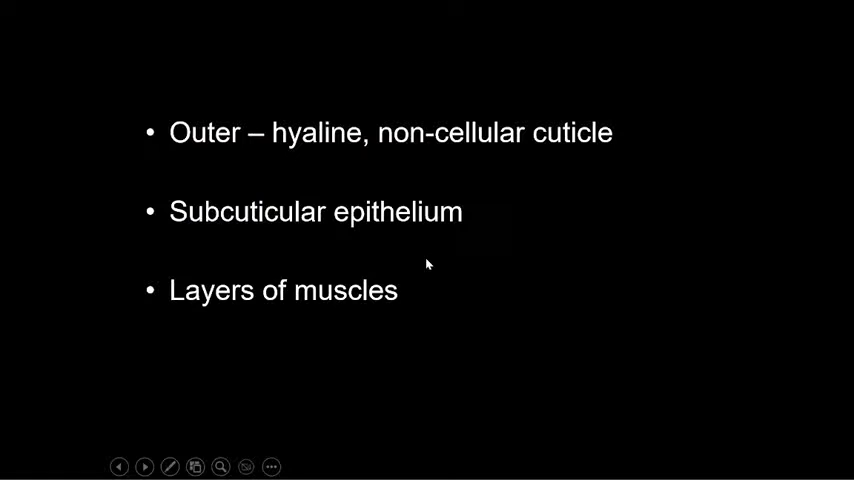 • Outer – hyaline, non-cellular cuticle
• Subcuticular epithelium
• Layers of muscles